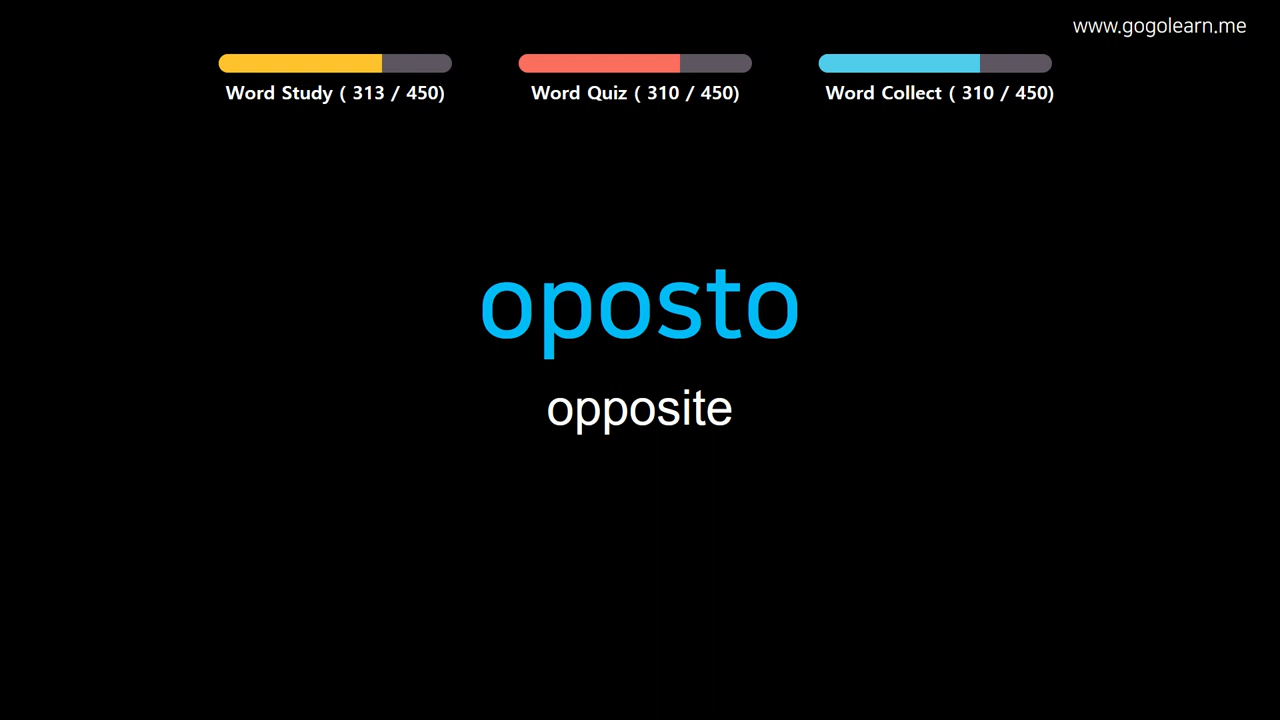 www.gogolearn.me
Word Study ( 313 / 450)
Word Quiz ( 310 / 450)
Word Collect ( 310 / 450)
oposto
opposite